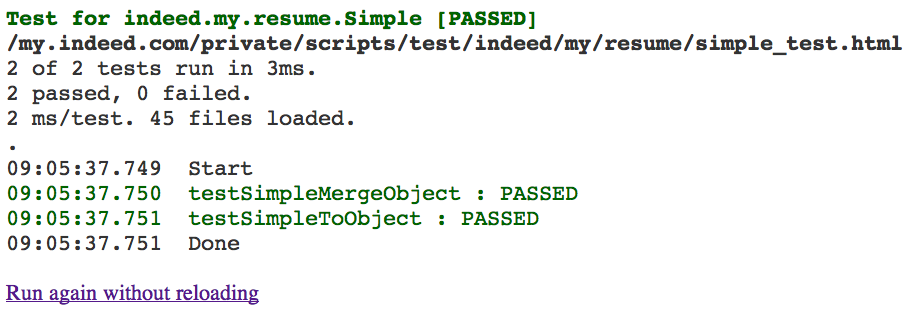 Test for indeed.my.resume.Simple [PASSED]
/my.indeed.com/private/scripts/test/indeed/my/resume/simple_test.html
2 of 2 tests run in 3ms.
2 passed, 0 failed.
2 ms/test. 45 files loaded.
.
09:05:37.749  Start
09:05:37.750  testSimpleMergeObject : PASSED
09:05:37.751  testSimpleToObject : PASSED
09:05:37.751  Done
Run again without reloading